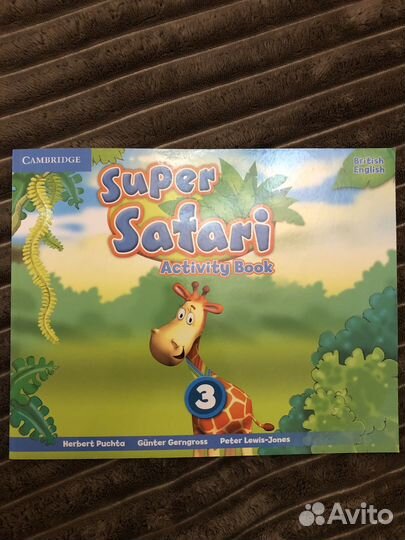 CAMBRIDGE
British
English
Super
Safari
Activity Book
3
Herbert Puchta Günter Gerngross Peter Lewis-Jones
Avito